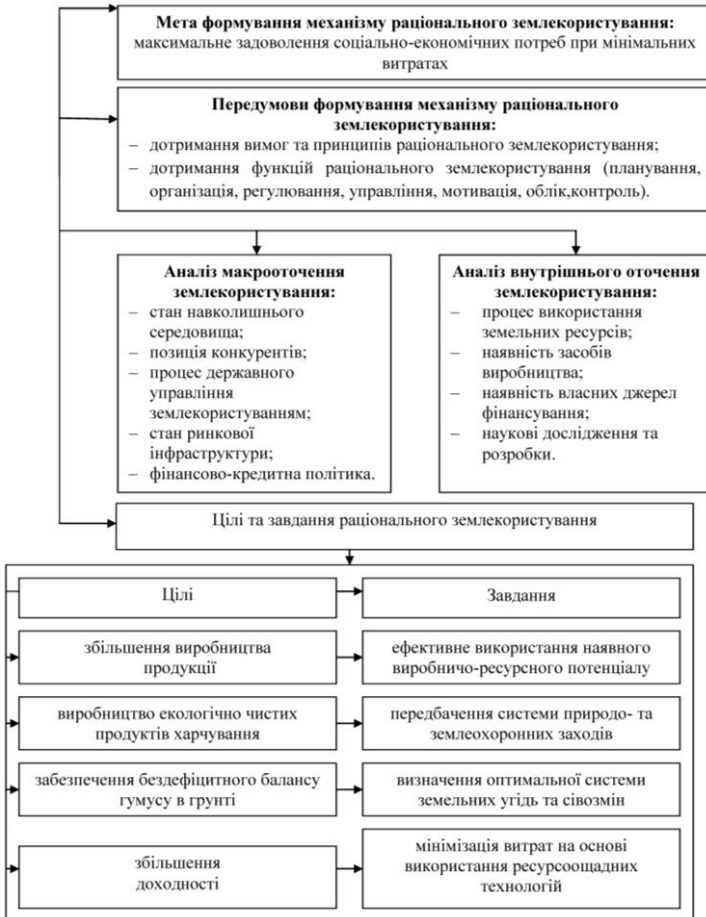 Мета формування механізму раціонального землекористування:
максимальне задоволення соціально-економічних потреб при мінімальних
витратах
Передумови формування механізму раціонального
землекористування:
– дотримання вимог та принципів раціонального землекористування;
– дотримання функцій раціонального землекористування (планування,
організація, регулювання, управління, мотивація, облік,контроль).
Аналіз макрооточення
землекористування:
– стан навколишнього
середовища;
– позиція конкурентів;
– процес державного
управління
землекористуванням;
– стан ринкової
інфраструктури;
– фінансово-кредитна політика.
Аналіз внутрішнього оточення
землекористування:
– процес використання
земельних ресурсів;
– наявність засобів
виробництва;
– наявність власних джерел
фінансування;
– наукові дослідження та
розробки.
Цілі та завдання раціонального землекористування
Цілі
Завдання
збільшення виробництва
продукції
ефективне використання наявного
виробничо-ресурсного потенціалу
виробництво екологічно чистих
продуктів харчування
передбачення системи природо- та
землеохоронних заходів
забезпечення бездефіцитного балансу
гумусу в грунті
визначення оптимальної системи
земельних угідь та сівозмін
збільшення
доходності
мінімізація витрат на основі
використання ресурсоощадних
технологій